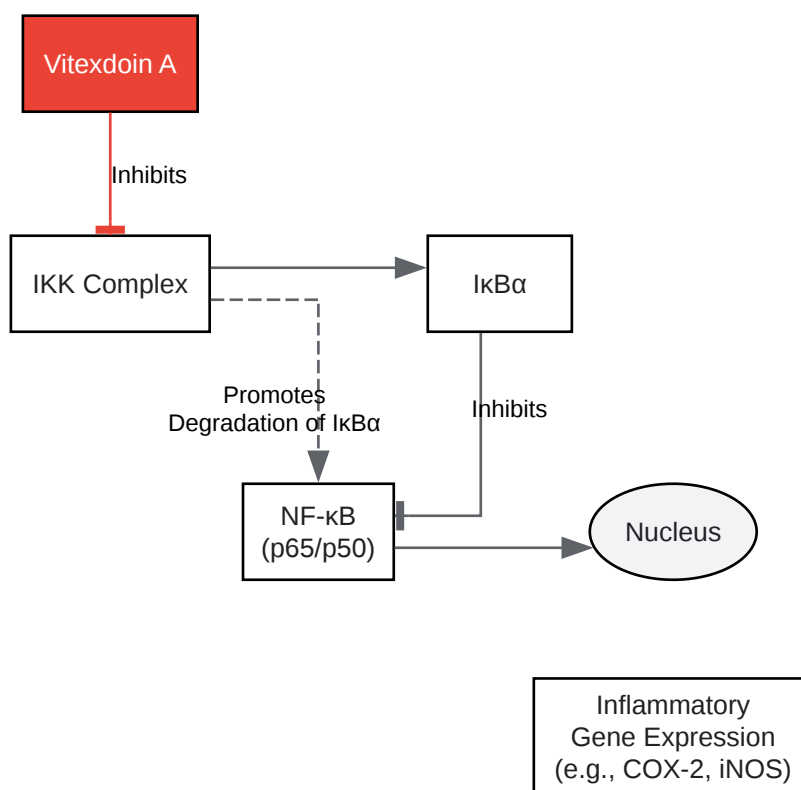 Vitexdoin A
Inhibits
IKK Complex
IκBα
Promotes
Degradation of IκBα
Inhibits
NF-κB
(p65/p50)
Nucleus
Inflammatory
Gene Expression
(e.g., COX-2, iNOS)